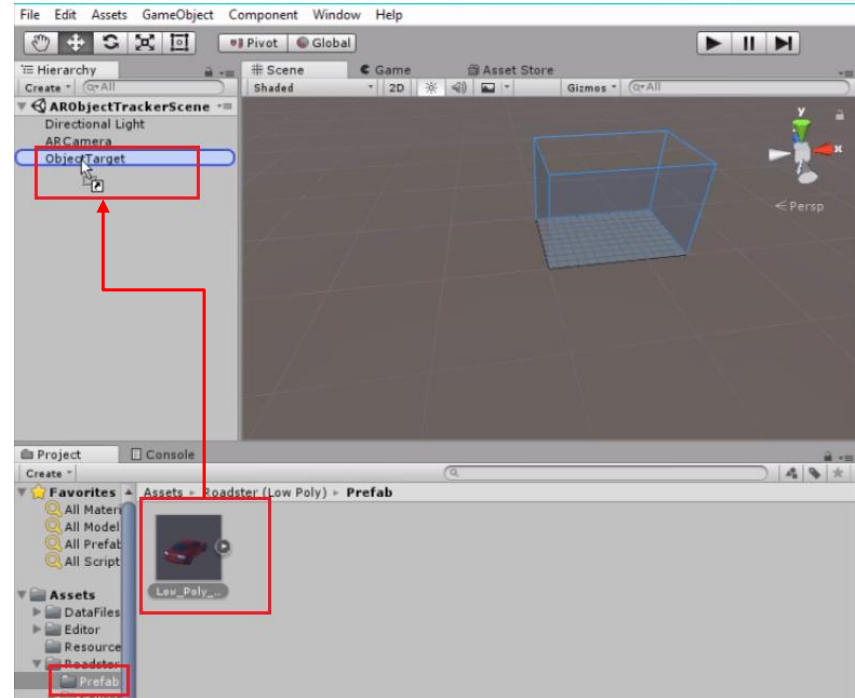 File Edit Assets GameObject Component Window Help
Pivot Global
Hierarchy
Scene Game Asset Store
Create All
Shaded 2D Gizmos All
ARObjectTrackerScene
Directional Light
ARCamera
ObjectTarget
y
x
Persp
Project Console
Create
Favorites
Assets Roadster (Low Poly) Prefab
All Materi
All Model
All Prefab
All Script
Low_Poly_..
Assets
DataFiles
Editor
Resource
Roadster
Prefab